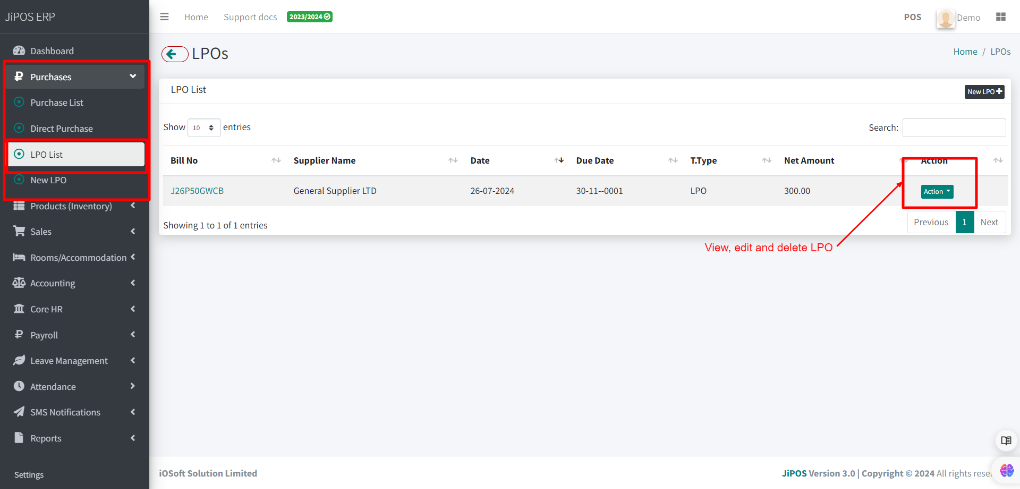 JiPOS ERP
Home Support docs 2023/2024
POS Demo
Dashboard
Purchases
Purchase List
Direct Purchase
LPO List
New LPO
Products (Inventory)
Sales
Rooms/Accommodation
Accounting
Core HR
Payroll
Leave Management
Attendance
SMS Notifications
Reports
Settings
LPOs
Home / LPOs
LPO List
New LPO
Show 10 entries
Search:
Bill No Supplier Name Date Due Date T.Type Net Amount Action
J26P50GWCB General Supplier LTD 26-07-2024 30-11--0001 LPO 300.00 Action
Showing 1 to 1 of 1 entries
Previous 1 Next
View, edit and delete LPO
iOSoft Solution Limited
JiPOS Version 3.0 | Copyright © 2024 All rights